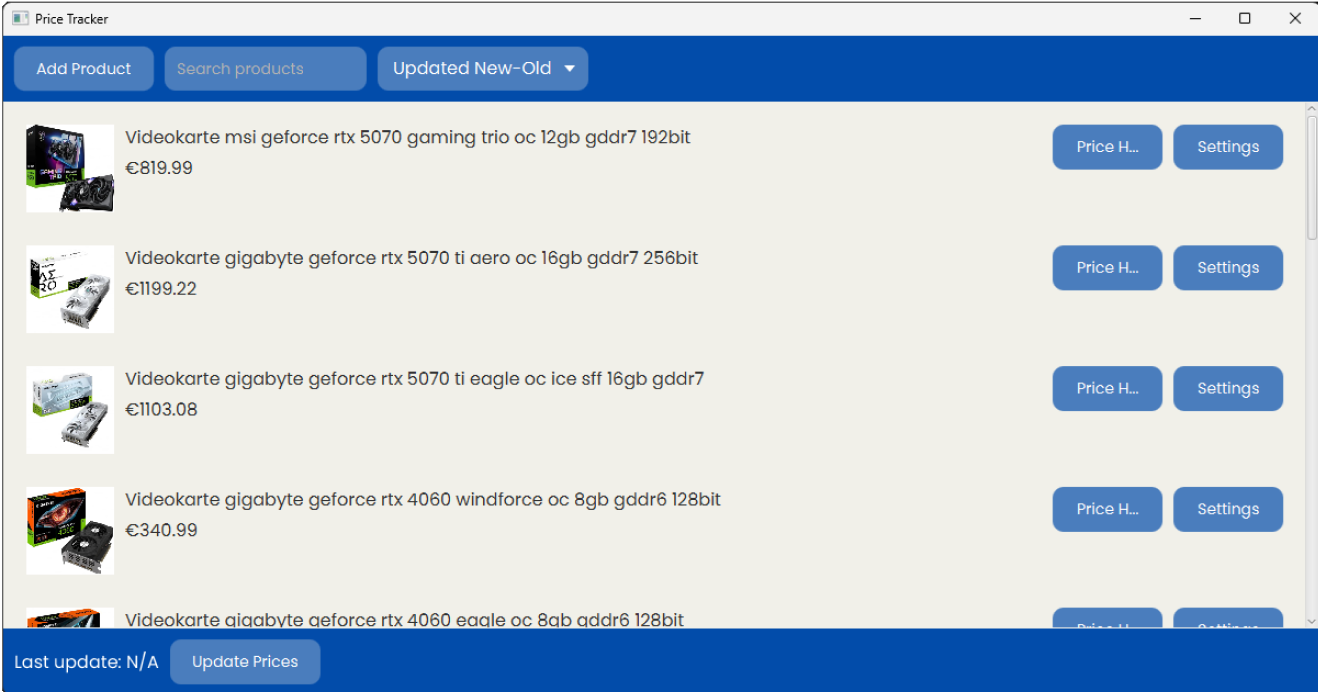 Price Tracker
Add Product
Search products
Updated New-Old
Videokarte msi geforce rtx 5070 gaming trio oc 12gb gddr7 192bit
€819.99
Price H...
Settings
Videokarte gigabyte geforce rtx 5070 ti aero oc 16gb gddr7 256bit
€1199.22
Price H...
Settings
Videokarte gigabyte geforce rtx 5070 ti eagle oc ice sff 16gb gddr7
€1103.08
Price H...
Settings
Videokarte gigabyte geforce rtx 4060 windforce oc 8gb gddr6 128bit
€340.99
Price H...
Settings
Videokarte gigabyte geforce rtx 4060 eagle oc 8gb gddr6 128bit
Price H...
Settings
Last update: N/A
Update Prices